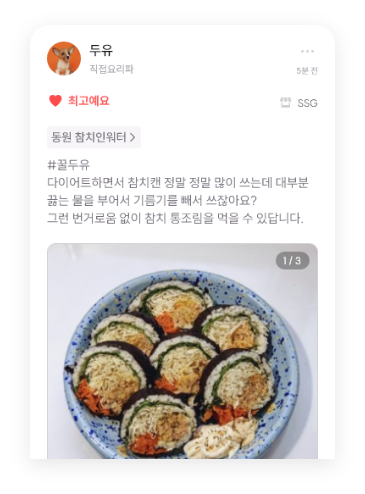 두유
직접요리파
5분 전
최고예요
SSG
동원 참치인워터 >
#꿀두유
다이어트하면서 참치캔 정말 정말 많이 쓰는데 대부분
끓는 물을 부어서 기름기를 빼서 쓰잖아요?
그런 번거로움 없이 참치 통조림을 먹을 수 있답니다.
1 / 3